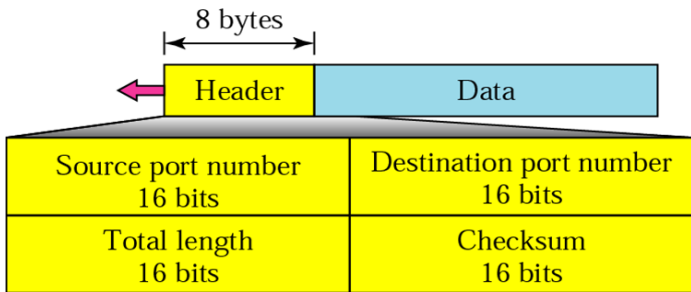 8 bytes
Header
Data
Source port number
16 bits
Destination port number
16 bits
Total length
16 bits
Checksum
16 bits